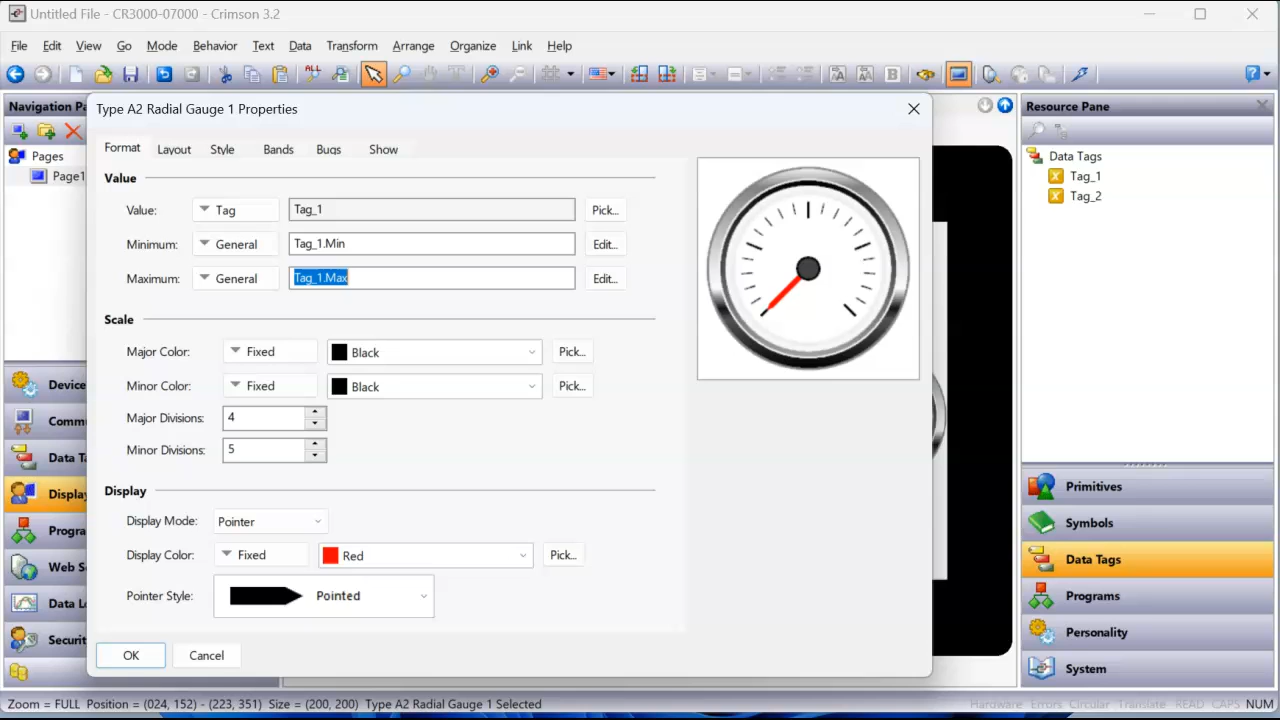 Untitled File - CR3000-07000 - Crimson 3.2
File Edit View Go Mode Behavior Text Data Transform Arrange Organize Link Help
ALL
Navigation Pa
Pages
Page1
Device
Commu
Data Ta
Display
Progra
Web Se
Data Lo
Securit
Type A2 Radial Gauge 1 Properties
Format Layout Style Bands Bugs Show
Value
Value: Tag Tag_1 Pick...
Minimum: General Tag_1.Min Edit...
Maximum: General Tag_1.Max Edit...
Scale
Major Color: Fixed Black Pick...
Minor Color: Fixed Black Pick...
Major Divisions: 4
Minor Divisions: 5
Display
Display Mode: Pointer
Display Color: Fixed Red Pick...
Pointer Style: Pointed
OK Cancel
Resource Pane
Data Tags
Tag_1
Tag_2
Primitives
Symbols
Data Tags
Programs
Personality
System
Zoom = FULL Position = (024, 152) - (223, 351) Size = (200, 200) Type A2 Radial Gauge 1 Selected
Hardware Errors Circular Translate READ CAPS NUM